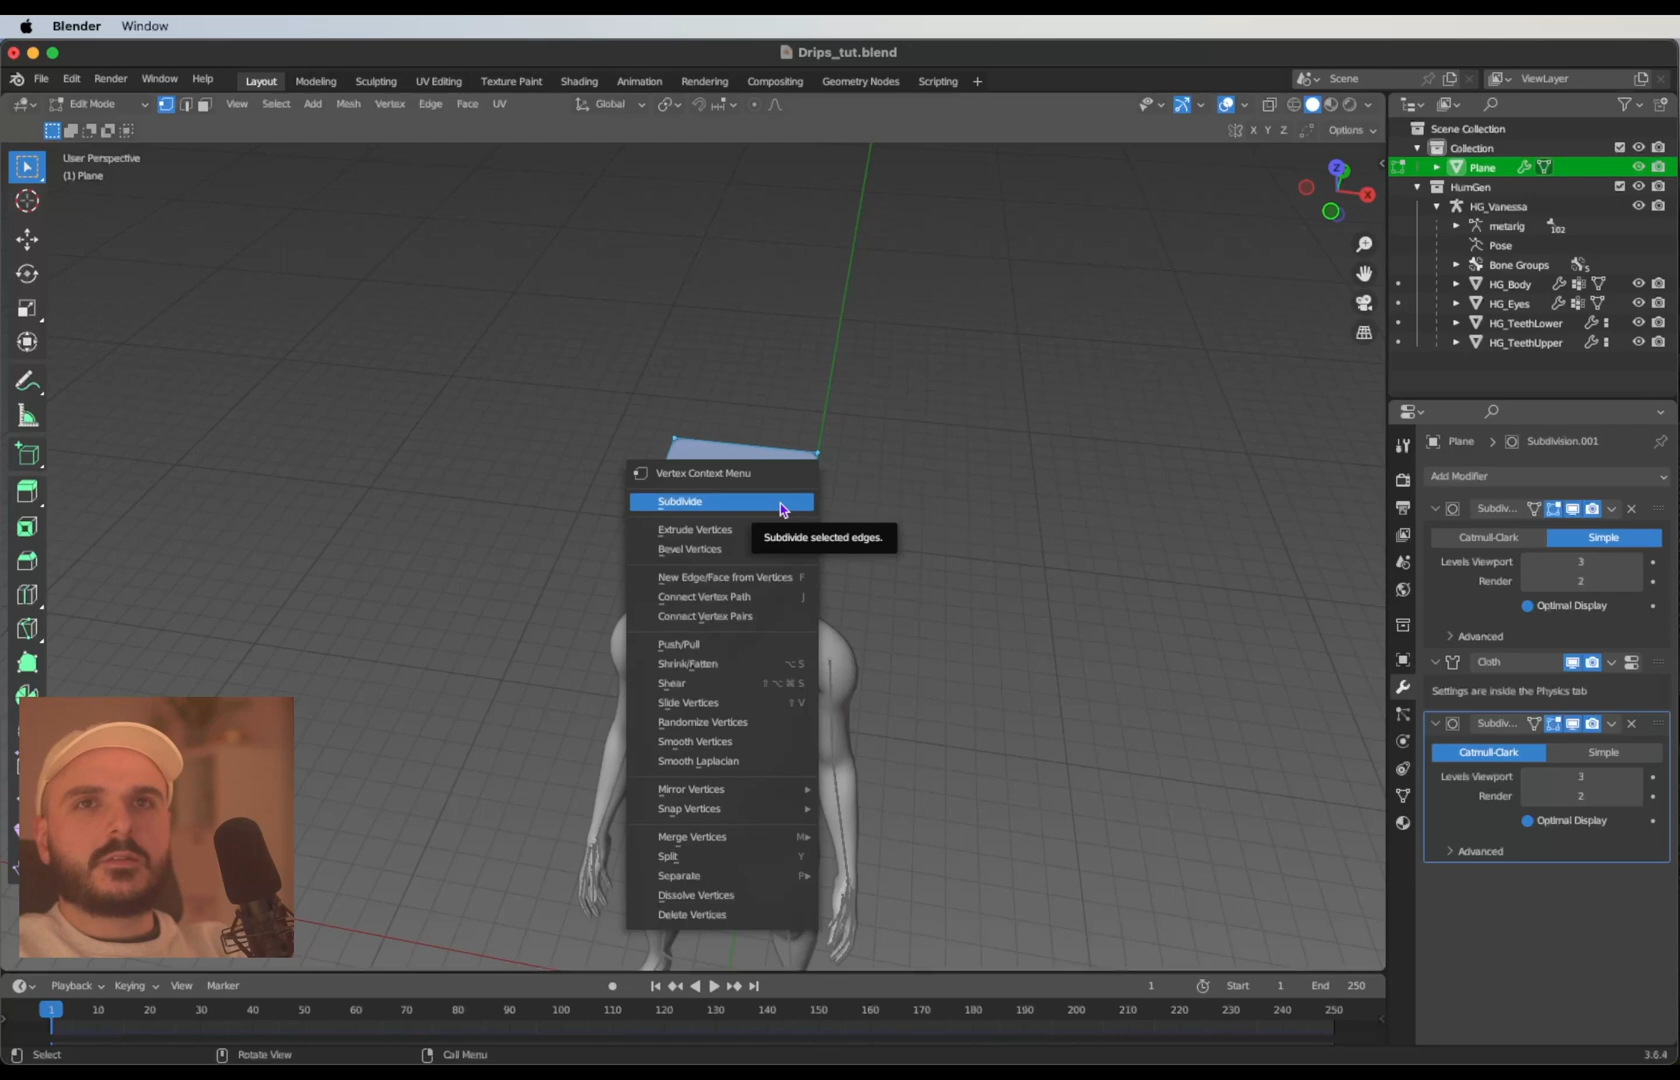 Blender Window
Drips_tut.blend
File Edit Render Window Help
Layout Modeling Sculpting UV Editing Texture Paint Shading Animation Rendering Compositing Geometry Nodes Scripting +
Scene
ViewLayer
Edit Mode
View Select Add Mesh Vertex Edge Face UV
Global
X Y Z
Options
User Perspective
(1) Plane
Z
X
Scene Collection
Collection
Plane
HumGen
HG_Vanessa
metarig
102
Pose
Bone Groups
5
HG_Body
HG_Eyes
HG_TeethLower
HG_TeethUpper
Plane > Subdivision.001
Add Modifier
Subdiv...
Catmull-Clark Simple
Levels Viewport 3
Render 2
Optimal Display
Advanced
Cloth
Settings are inside the Physics tab
Subdiv...
Catmull-Clark Simple
Levels Viewport 3
Render 2
Optimal Display
Advanced
Vertex Context Menu
Subdivide
Subdivide selected edges.
Extrude Vertices
Bevel Vertices
New Edge/Face from Vertices F
Connect Vertex Path J
Connect Vertex Pairs
Push/Pull
Shrink/Fatten ⌥ S
Shear ⇧ ⌥ ⌘ S
Slide Vertices ⇧ V
Randomize Vertices
Smooth Vertices
Smooth Laplacian
Mirror Vertices
Snap Vertices
Merge Vertices M
Split Y
Separate P
Dissolve Vertices
Delete Vertices
Playback Keying View Marker
1 Start 1 End 250
1 10 20 30 40 50 60 70 80 90 100 110 120 130 140 150 160 170 180 190 200 210 220 230 240 250
Select Rotate View Call Menu
3.6.4